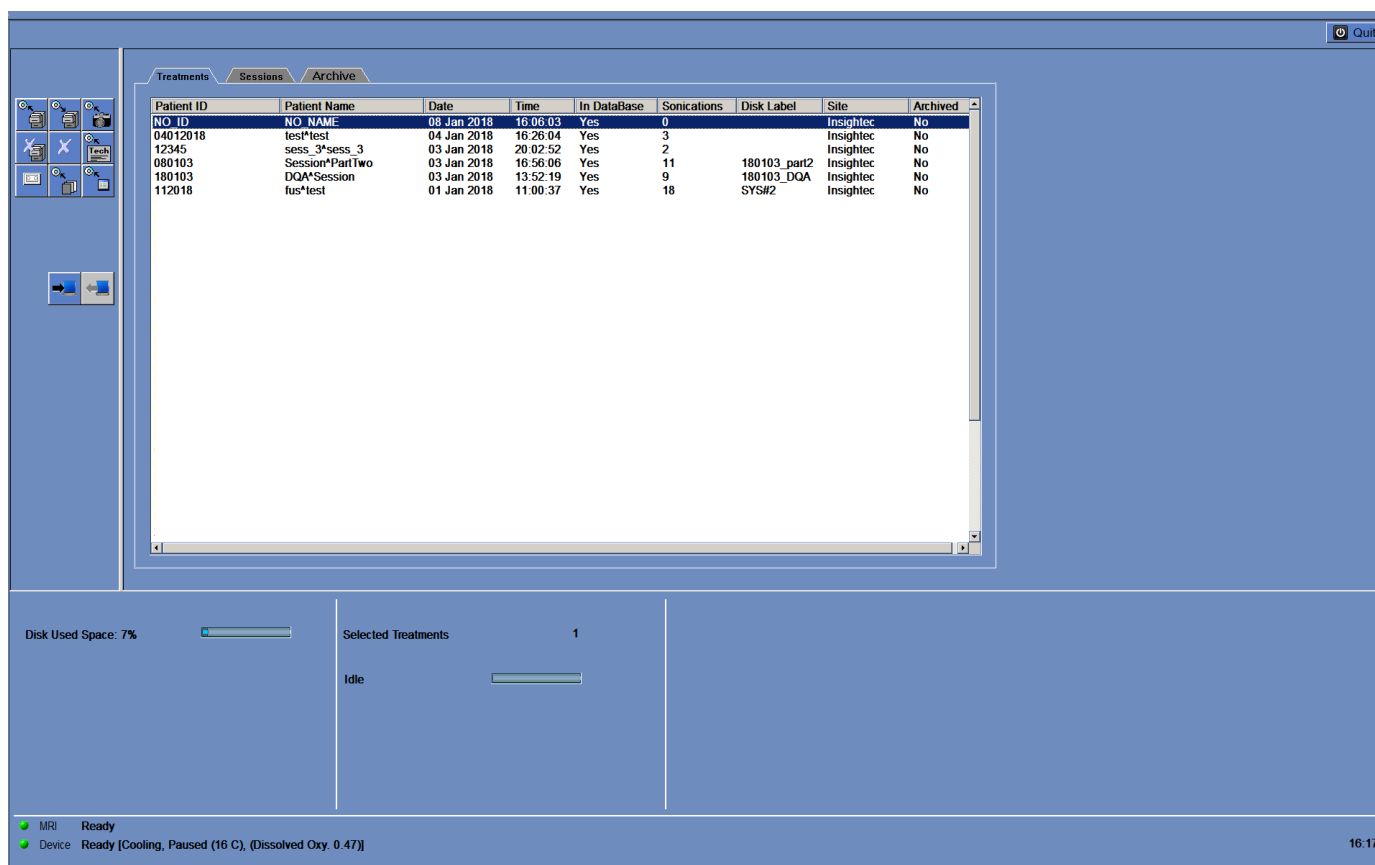 Quit
Treatments Sessions Archive
Patient ID Patient Name Date Time In DataBase Sonications Disk Label Site Archived
NO_ID NO_NAME 08 Jan 2018 16:06:03 Yes 0 Insightec No
04012018 test^test 04 Jan 2018 16:26:04 Yes 3 Insightec No
12345 sess_3^sess_3 03 Jan 2018 20:02:52 Yes 2 Insightec No
080103 Session^PartTwo 03 Jan 2018 16:56:06 Yes 11 180103_part2 Insightec No
180103 DQA^Session 03 Jan 2018 13:52:19 Yes 9 180103_DQA Insightec No
112018 fus^test 01 Jan 2018 11:00:37 Yes 18 SYS#2 Insightec No
Tech
Disk Used Space: 7%
Selected Treatments 1
Idle
MRI Ready
Device Ready [Cooling, Paused (16 C), (Dissolved Oxy. 0.47)]
16:17